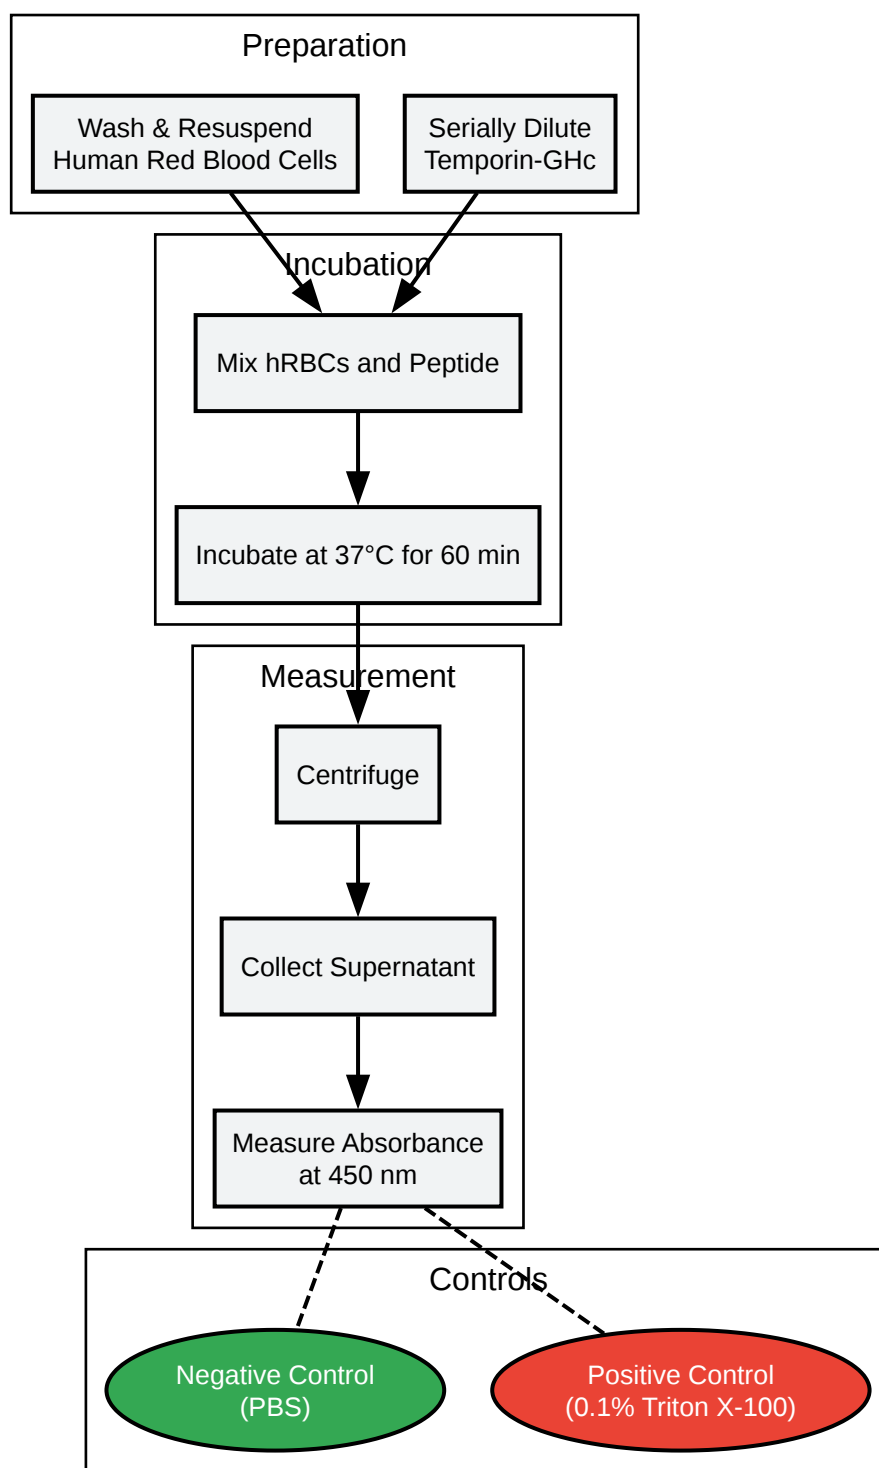 Preparation
Wash & Resuspend
Human Red Blood Cells
Serially Dilute
Temporin-GHc
Incubation
Mix hRBCs and Peptide
Incubate at 37°C for 60 min
Measurement
Centrifuge
Collect Supernatant
Measure Absorbance
at 450 nm
Controls
Negative Control
(PBS)
Positive Control
(0.1% Triton X-100)